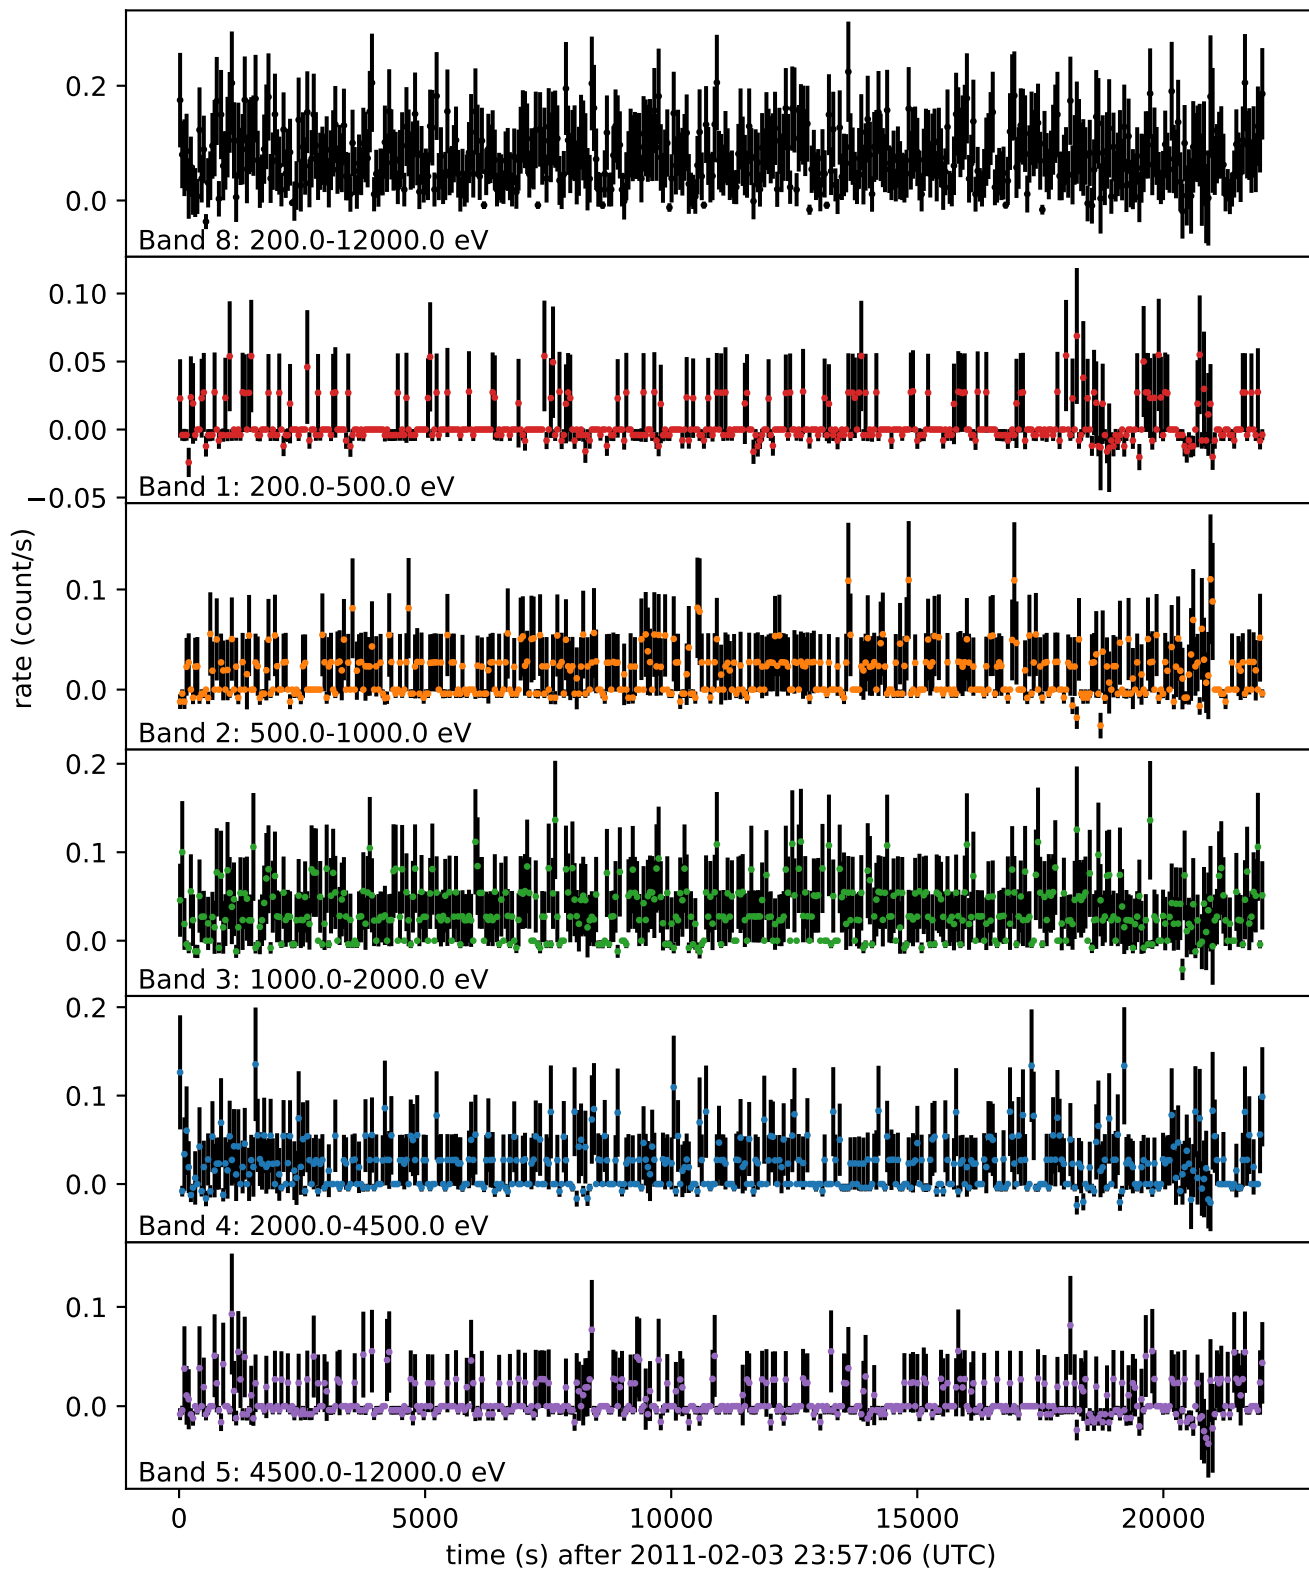 0.2
0.0
Band 8: 200.0-12000.0 eV
0.10
0.05
0.00
−0.05
Band 1: 200.0-500.0 eV
rate (count/s)
0.1
0.0
Band 2: 500.0-1000.0 eV
0.2
0.1
0.0
Band 3: 1000.0-2000.0 eV
0.2
0.1
0.0
Band 4: 2000.0-4500.0 eV
0.1
0.0
Band 5: 4500.0-12000.0 eV
0 5000 10000 15000 20000
time (s) after 2011-02-03 23:57:06 (UTC)